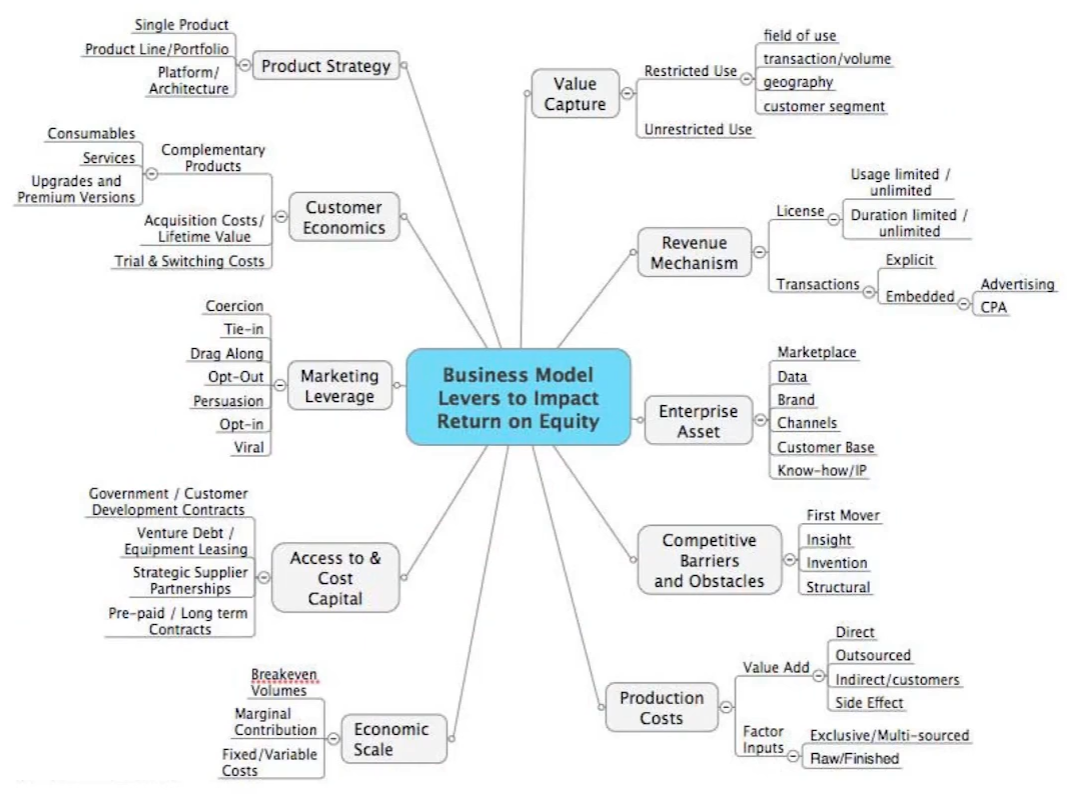 Business Model
Levers to Impact
Return on Equity
Product Strategy
Single Product
Product Line/Portfolio
Platform/
Architecture
Customer
Economics
Complementary
Products
Consumables
Services
Upgrades and
Premium Versions
Acquisition Costs/
Lifetime Value
Trial & Switching Costs
Marketing
Leverage
Coercion
Tie-in
Drag Along
Opt-Out
Persuasion
Opt-in
Viral
Access to &
Cost
Capital
Government / Customer
Development Contracts
Venture Debt /
Equipment Leasing
Strategic Supplier
Partnerships
Pre-paid / Long term
Contracts
Economic
Scale
Breakeven
Volumes
Marginal
Contribution
Fixed/Variable
Costs
Value
Capture
Restricted Use
field of use
transaction/volume
geography
customer segment
Unrestricted Use
Revenue
Mechanism
License
Usage limited /
unlimited
Duration limited /
unlimited
Transactions
Explicit
Embedded
Advertising
CPA
Enterprise
Asset
Marketplace
Data
Brand
Channels
Customer Base
Know-how/IP
Competitive
Barriers
and Obstacles
First Mover
Insight
Invention
Structural
Production
Costs
Value Add
Direct
Outsourced
Indirect/customers
Side Effect
Factor
Inputs
Exclusive/Multi-sourced
Raw/Finished